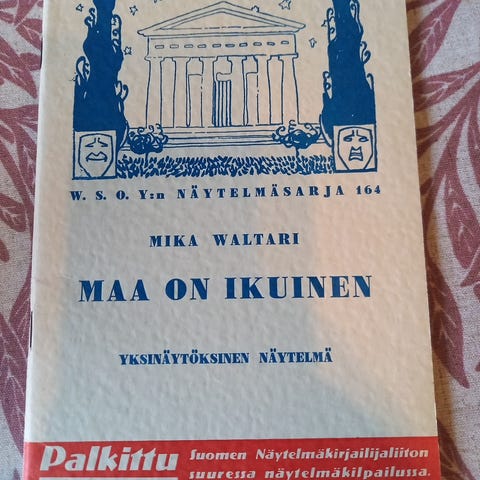 W. S. O. Y:n NÄYTELMÄSARJA 164
MIKA WALTARI
MAA ON IKUINEN
YKSINÄYTÖKSINEN NÄYTELMÄ
Palkittu Suomen Näytelmäkirjailijaliiton
suuressa näytelmäkilpailussa.